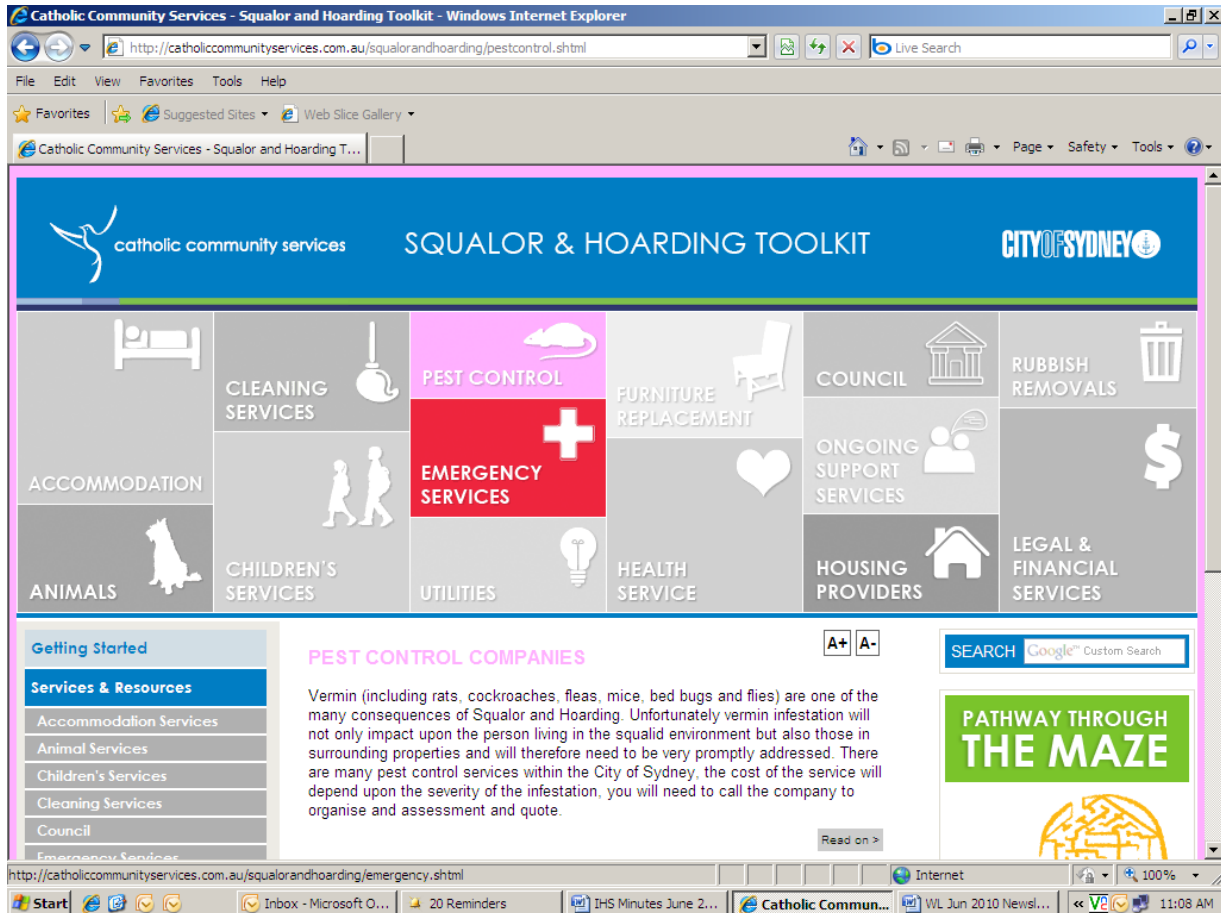 Catholic Community Services - Squalor and Hoarding Toolkit - Windows Internet Explorer
http://catholiccommunityservices.com.au/squalorandhoarding/pestcontrol.shtml
Live Search
File Edit View Favorites Tools Help
Favorites Suggested Sites Web Slice Gallery
Catholic Community Services - Squalor and Hoarding T...
Page Safety Tools
catholic community services
SQUALOR & HOARDING TOOLKIT
CITYOFSYDNEY
ACCOMMODATION
ANIMALS
CLEANING
SERVICES
CHILDREN'S
SERVICES
PEST CONTROL
EMERGENCY
SERVICES
UTILITIES
FURNITURE
REPLACEMENT
HEALTH
SERVICE
COUNCIL
ONGOING
SUPPORT
SERVICES
HOUSING
PROVIDERS
RUBBISH
REMOVALS
$
LEGAL &
FINANCIAL
SERVICES
Getting Started
Services & Resources
Accommodation Services
Animal Services
Children's Services
Cleaning Services
Council
Emergency Services
A+ A-
PEST CONTROL COMPANIES
Vermin (including rats, cockroaches, fleas, mice, bed bugs and flies) are one of the
many consequences of Squalor and Hoarding. Unfortunately vermin infestation will
not only impact upon the person living in the squalid environment but also those in
surrounding properties and will therefore need to be very promptly addressed. There
are many pest control services within the City of Sydney, the cost of the service will
depend upon the severity of the infestation, you will need to call the company to
organise and assessment and quote.
Read on >
SEARCH Google™ Custom Search
PATHWAY THROUGH
THE MAZE
http://catholiccommunityservices.com.au/squalorandhoarding/emergency.shtml
Internet
100%
Start
Inbox - Microsoft O...
20 Reminders
IHS Minutes June 2...
Catholic Commun...
WL Jun 2010 Newsl...
«
11:08 AM